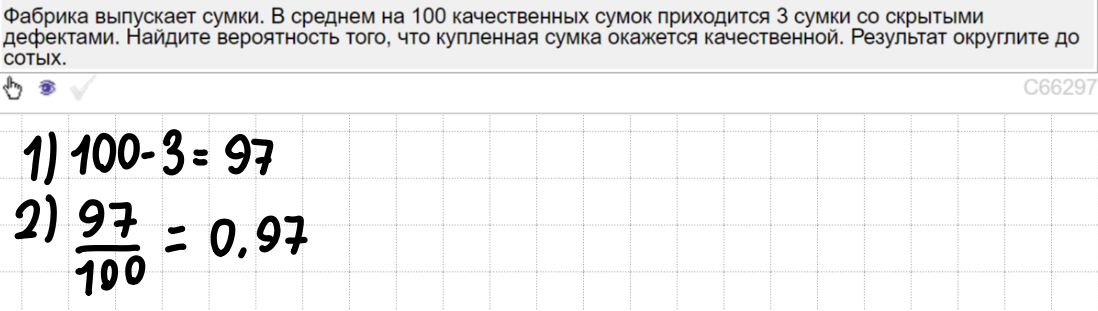 Фабрика выпускает сумки. В среднем на 100 качественных сумок приходится 3 сумки со скрытыми
дефектами. Найдите вероятность того, что купленная сумка окажется качественной. Результат округлите до
сотых.
C66297
1) 100-3= 97
2) 97/100 = 0.97